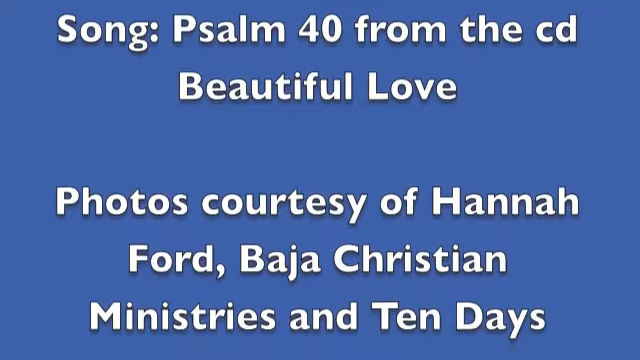 Song: Psalm 40 from the cd
Beautiful Love
Photos courtesy of Hannah
Ford, Baja Christian
Ministries and Ten Days